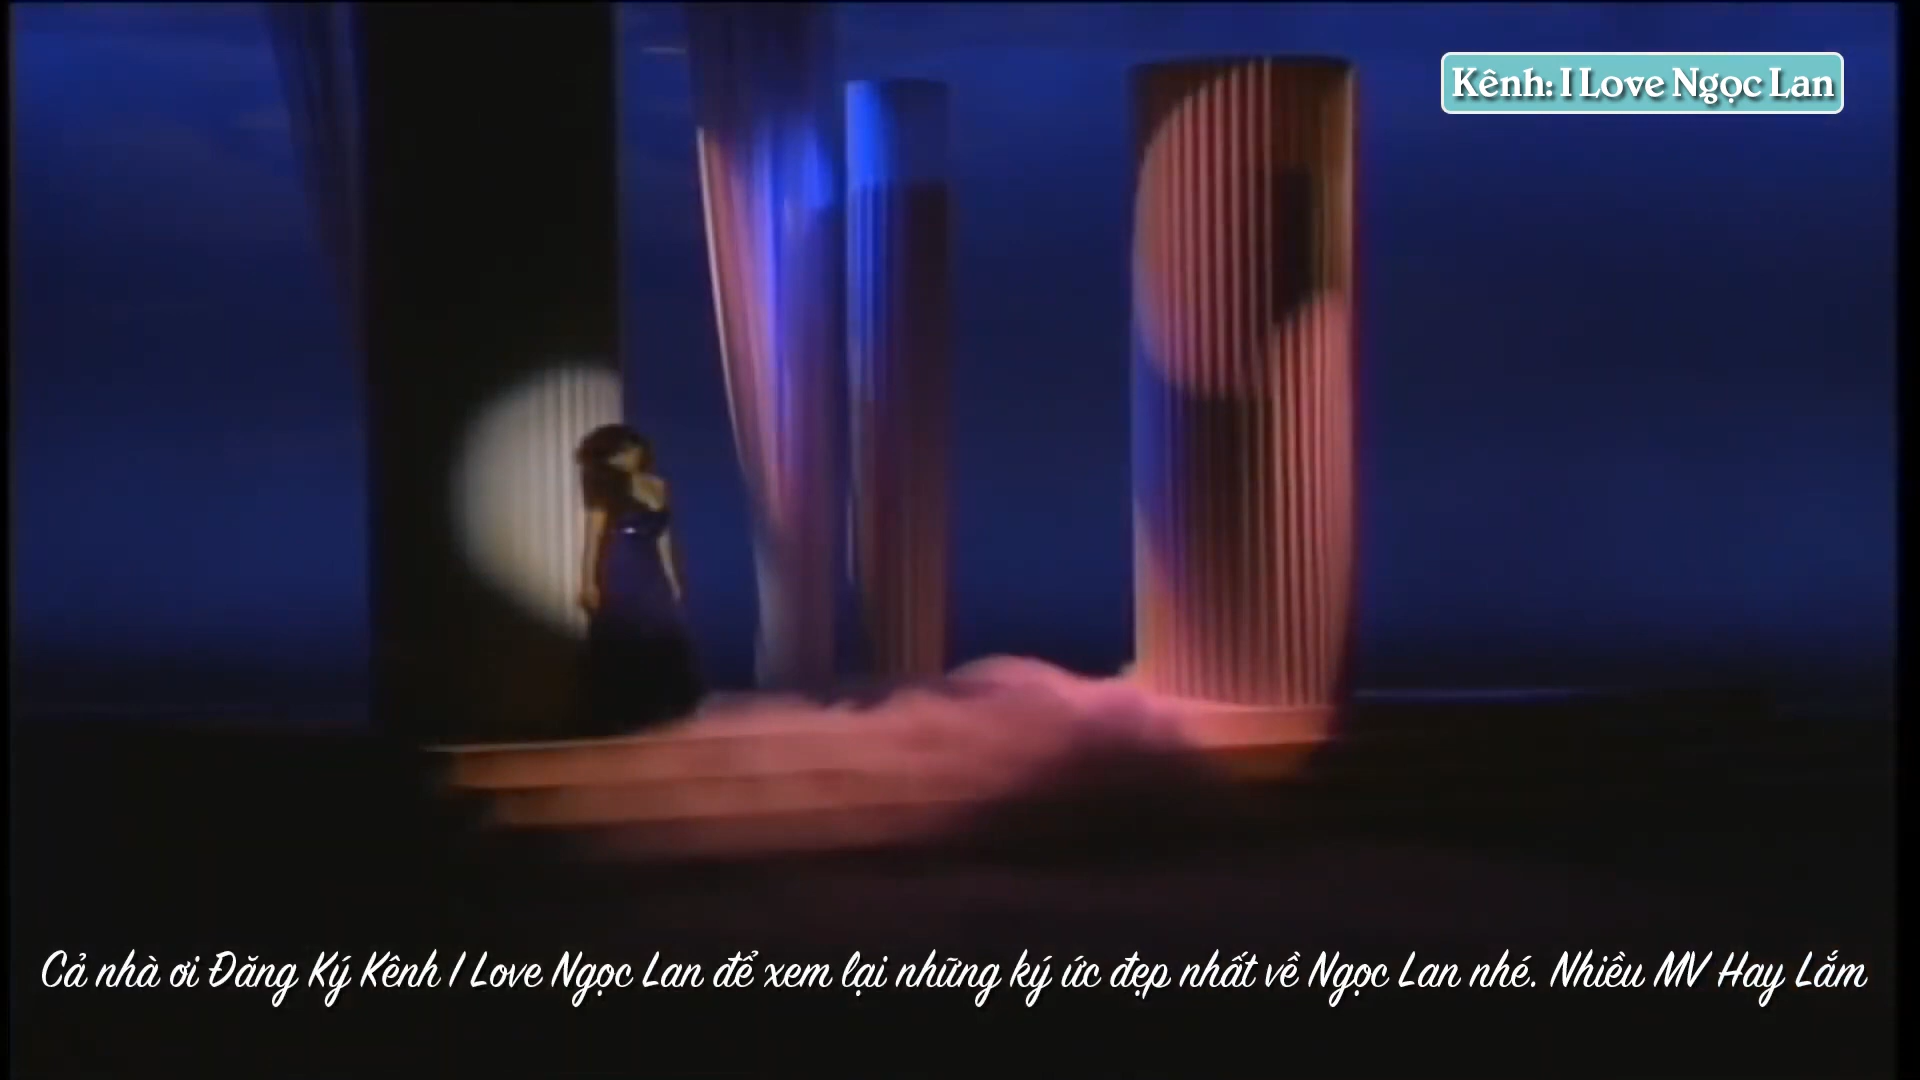 Kênh: I Love Ngọc Lan
Cả nhà ơi Đăng Ký Kênh I Love Ngọc Lan để xem lại những ký ức đẹp nhất về Ngọc Lan nhé. Nhiều MV Hay Lắm